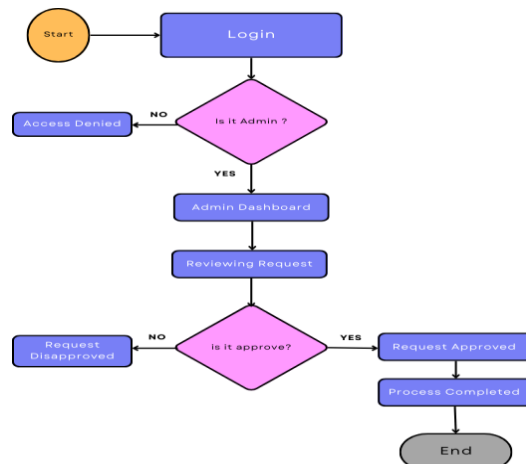 Start
Login
Is it Admin ?
NO
Access Denied
YES
Admin Dashboard
Reviewing Request
is it approve?
NO
Request
Disapproved
YES
Request Approved
Process Completed
End